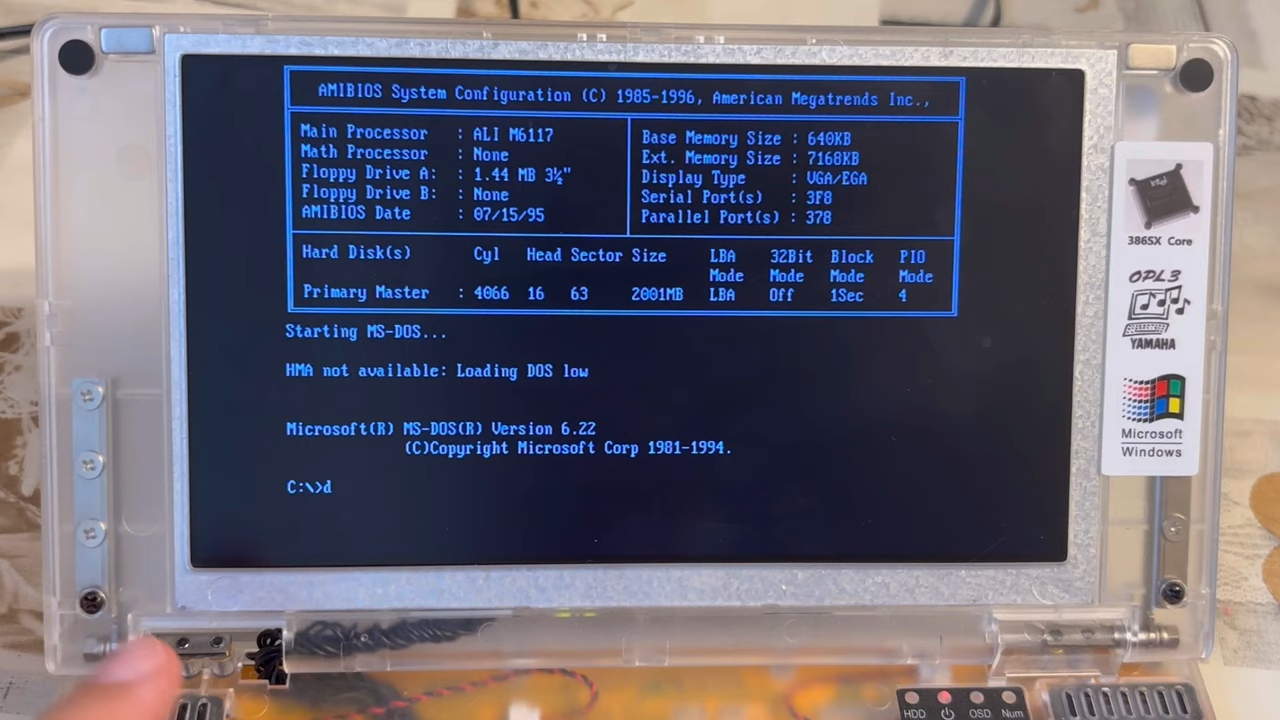 AMIBIOS System Configuration (C) 1985-1996, American Megatrends Inc.,
Main Processor : ALI M6117
Math Processor : None
Floppy Drive A: : 1.44 MB 3½"
Floppy Drive B: : None
AMIBIOS Date : 07/15/95
Base Memory Size : 640KB
Ext. Memory Size : 7168KB
Display Type : VGA/EGA
Serial Port(s) : 3F8
Parallel Port(s) : 378
Hard Disk(s) Cyl Head Sector Size LBA 32Bit Block PIO
Mode Mode Mode Mode
Primary Master : 4066 16 63 2001MB LBA Off 1Sec 4
Starting MS-DOS...
HMA not available: Loading DOS low
Microsoft(R) MS-DOS(R) Version 6.22
(C)Copyright Microsoft Corp 1981-1994.
C:\>d
386SX Core
OPL3
YAMAHA
Microsoft
Windows
HDD OSD Num